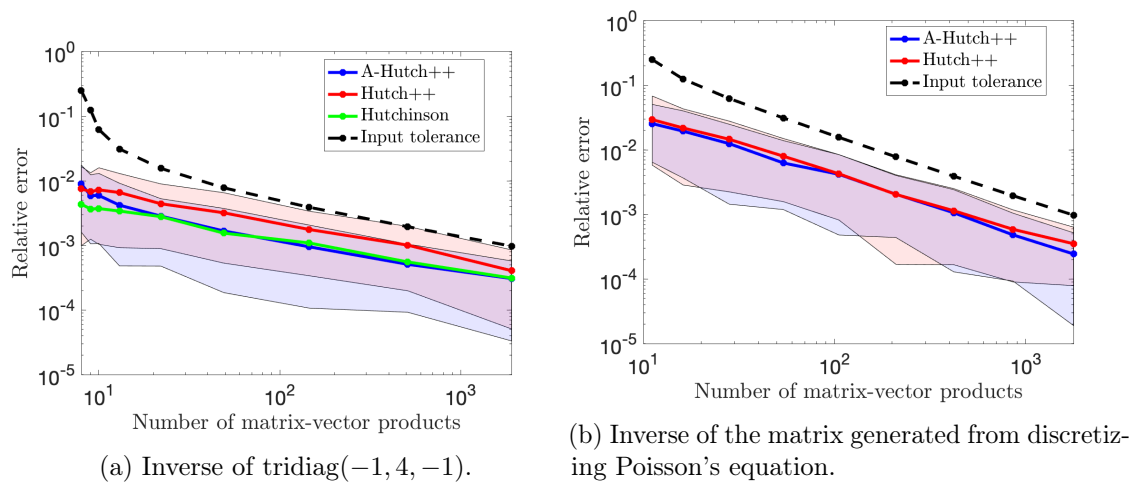 10^0
10^-1
10^-2
10^-3
10^-4
10^-5
Relative error
A-Hutch++
Hutch++
Hutchinson
Input tolerance
10^1
10^2
10^3
Number of matrix-vector products
(a) Inverse of tridiag(−1, 4, −1).
10^0
10^-1
10^-2
10^-3
10^-4
10^-5
Relative error
A-Hutch++
Hutch++
Input tolerance
10^1
10^2
10^3
Number of matrix-vector products
(b) Inverse of the matrix generated from discretiz-
ing Poisson's equation.